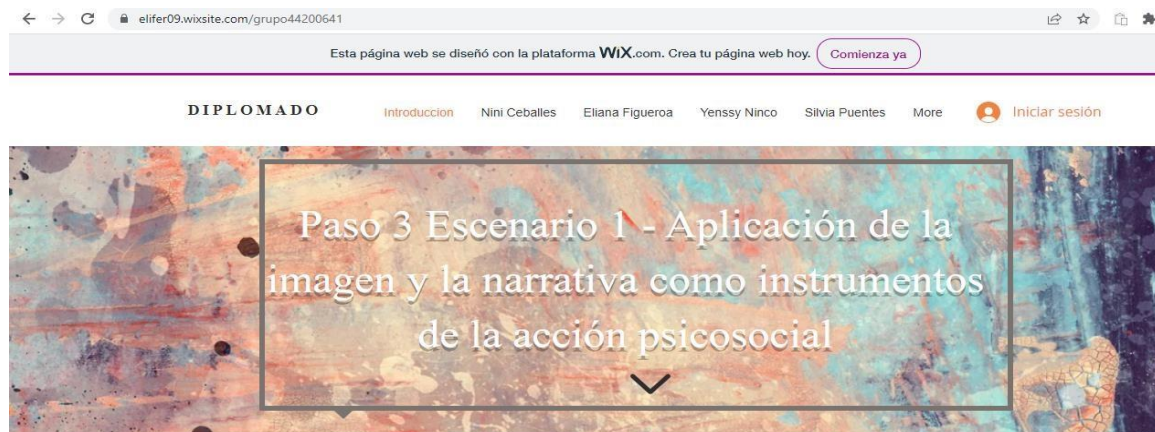 elifer09.wixsite.com/grupo44200641
Esta página web se diseñó con la plataforma WiX.com. Crea tu página web hoy. Comienza ya
DIPLOMADO Introduccion Nini Ceballes Eliana Figueroa Yenssy Ninco Silvia Puentes More Iniciar sesión
Paso 3 Escenario 1 - Aplicación de la
imagen y la narrativa como instrumentos
de la acción psicosocial